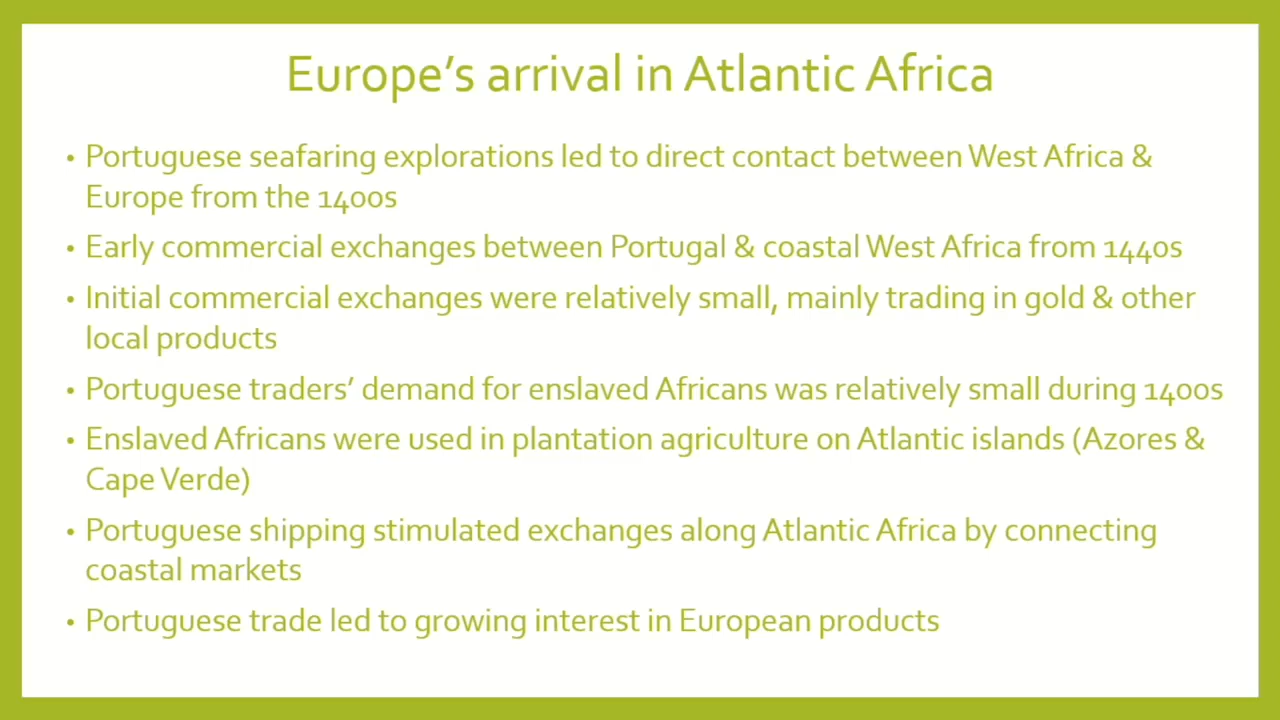 Europe’s arrival in Atlantic Africa
• Portuguese seafaring explorations led to direct contact between West Africa &
Europe from the 1400s
• Early commercial exchanges between Portugal & coastal West Africa from 1440s
• Initial commercial exchanges were relatively small, mainly trading in gold & other
local products
• Portuguese traders’ demand for enslaved Africans was relatively small during 1400s
• Enslaved Africans were used in plantation agriculture on Atlantic islands (Azores &
Cape Verde)
• Portuguese shipping stimulated exchanges along Atlantic Africa by connecting
coastal markets
• Portuguese trade led to growing interest in European products